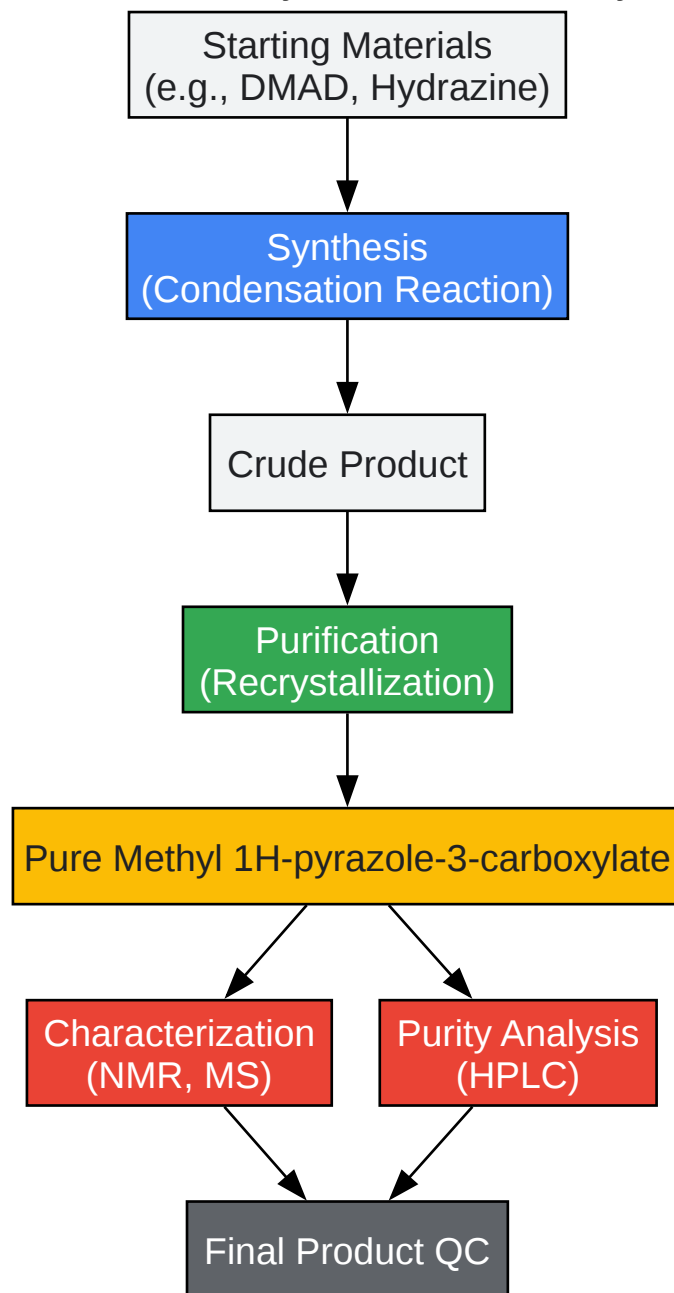 Starting Materials
(e.g., DMAD, Hydrazine)
Synthesis
(Condensation Reaction)
Crude Product
Purification
(Recrystallization)
Pure Methyl 1H-pyrazole-3-carboxylate
Characterization
(NMR, MS)
Purity Analysis
(HPLC)
Final Product QC